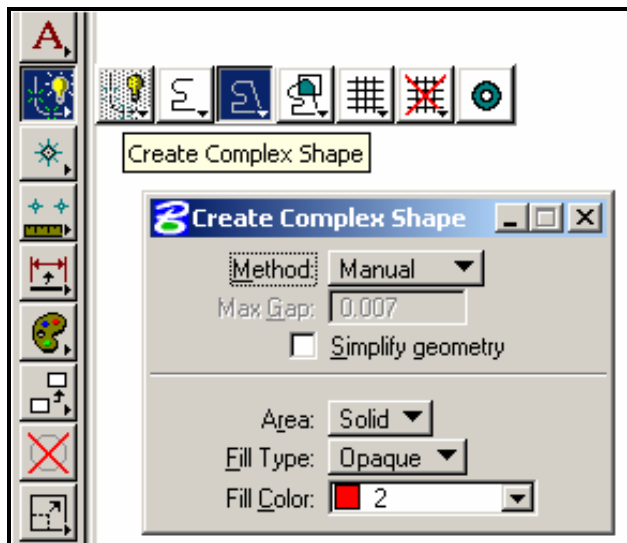 A
Create Complex Shape
Create Complex Shape
Method: Manual
Max Gap: 0.007
Simplify geometry
Area: Solid
Fill Type: Opaque
Fill Color: 2